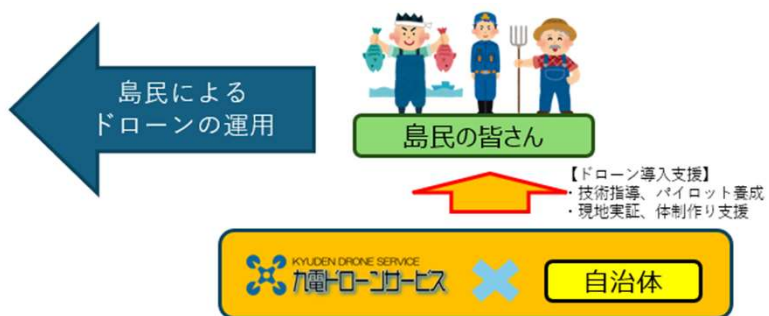 島民による
ドローンの運用
島民の皆さん
【ドローン導入支援】
・技術指導、パイロット養成
・現地実証、体制作り支援
KYUDEN DRONE SERVICE
九電ドローンサービス
自治体